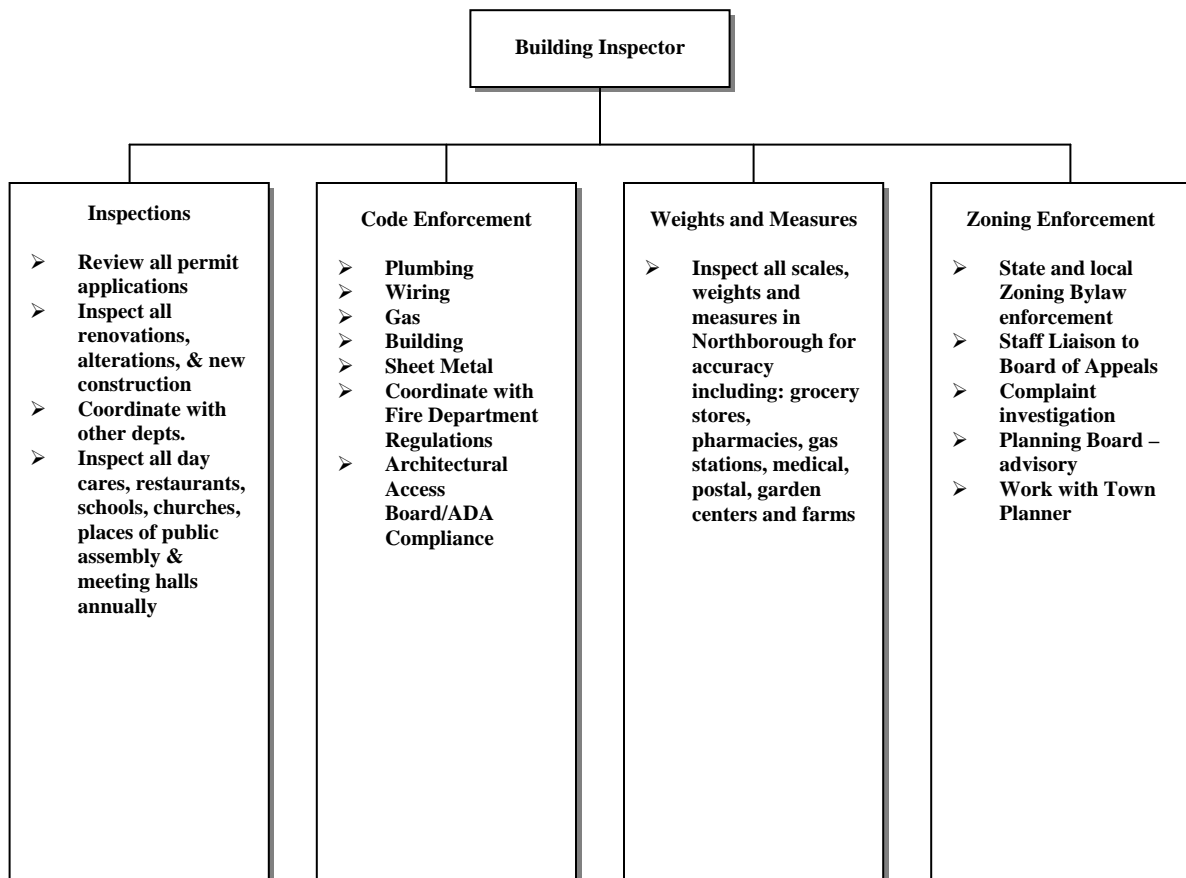 Building Inspector
Inspections
➢ Review all permit
applications
➢ Inspect all
renovations,
alterations, & new
construction
➢ Coordinate with
other depts.
➢ Inspect all day
cares, restaurants,
schools, churches,
places of public
assembly &
meeting halls
annually
Code Enforcement
➢ Plumbing
➢ Wiring
➢ Gas
➢ Building
➢ Sheet Metal
➢ Coordinate with
Fire Department
Regulations
➢ Architectural
Access
Board/ADA
Compliance
Weights and Measures
➢ Inspect all scales,
weights and
measures in
Northborough for
accuracy
including: grocery
stores,
pharmacies, gas
stations, medical,
postal, garden
centers and farms
Zoning Enforcement
➢ State and local
Zoning Bylaw
enforcement
➢ Staff Liaison to
Board of Appeals
➢ Complaint
investigation
➢ Planning Board –
advisory
➢ Work with Town
Planner